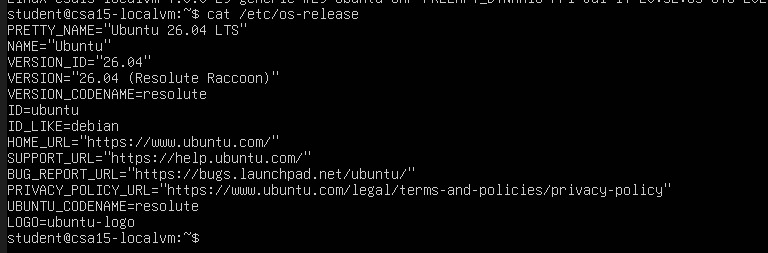 student@csa15-localvm:~$ cat /etc/os-release
PRETTY_NAME="Ubuntu 26.04 LTS"
NAME="Ubuntu"
VERSION_ID="26.04"
VERSION="26.04 (Resolute Raccoon)"
VERSION_CODENAME=resolute
ID=ubuntu
ID_LIKE=debian
HOME_URL="https://www.ubuntu.com/"
SUPPORT_URL="https://help.ubuntu.com/"
BUG_REPORT_URL="https://bugs.launchpad.net/ubuntu/"
PRIVACY_POLICY_URL="https://www.ubuntu.com/legal/terms-and-policies/privacy-policy"
UBUNTU_CODENAME=resolute
LOGO=ubuntu-logo
student@csa15-localvm:~$